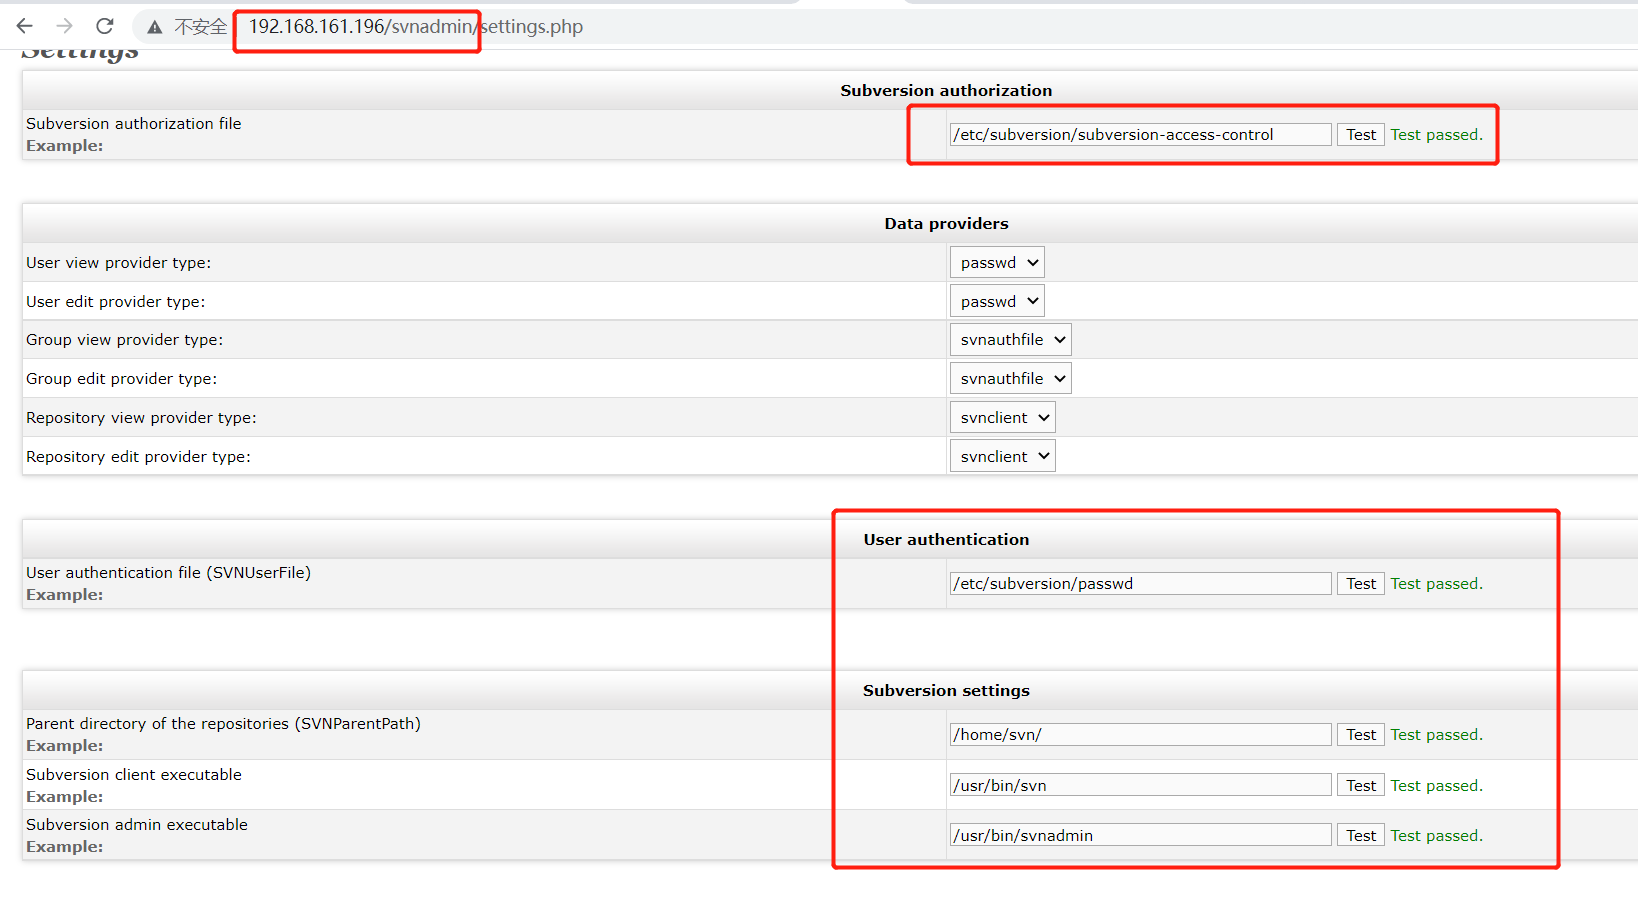 不安全 192.168.161.196/svnadmin/settings.php
Settings
Subversion authorization
Subversion authorization file
Example:
/etc/subversion/subversion-access-control Test Test passed.
Data providers
User view provider type: passwd
User edit provider type: passwd
Group view provider type: svnauthfile
Group edit provider type: svnauthfile
Repository view provider type: svnclient
Repository edit provider type: svnclient
User authentication
User authentication file (SVNUserFile)
Example:
/etc/subversion/passwd Test Test passed.
Subversion settings
Parent directory of the repositories (SVNParentPath)
Example:
/home/svn/ Test Test passed.
Subversion client executable
Example:
/usr/bin/svn Test Test passed.
Subversion admin executable
Example:
/usr/bin/svnadmin Test Test passed.